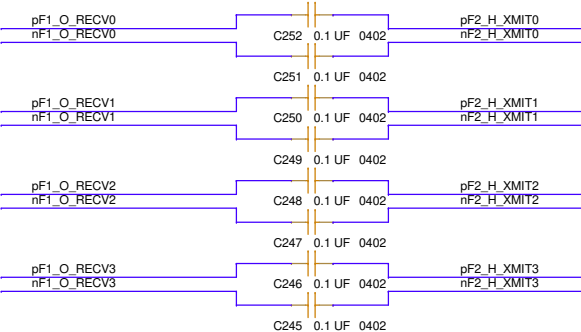 pF1_O_RECV0 pF2_H_XMIT0
nF1_O_RECV0 C252 0.1 UF 0402 nF2_H_XMIT0
C251 0.1 UF 0402
pF1_O_RECV1 pF2_H_XMIT1
nF1_O_RECV1 C250 0.1 UF 0402 nF2_H_XMIT1
C249 0.1 UF 0402
pF1_O_RECV2 pF2_H_XMIT2
nF1_O_RECV2 C248 0.1 UF 0402 nF2_H_XMIT2
C247 0.1 UF 0402
pF1_O_RECV3 pF2_H_XMIT3
nF1_O_RECV3 C246 0.1 UF 0402 nF2_H_XMIT3
C245 0.1 UF 0402